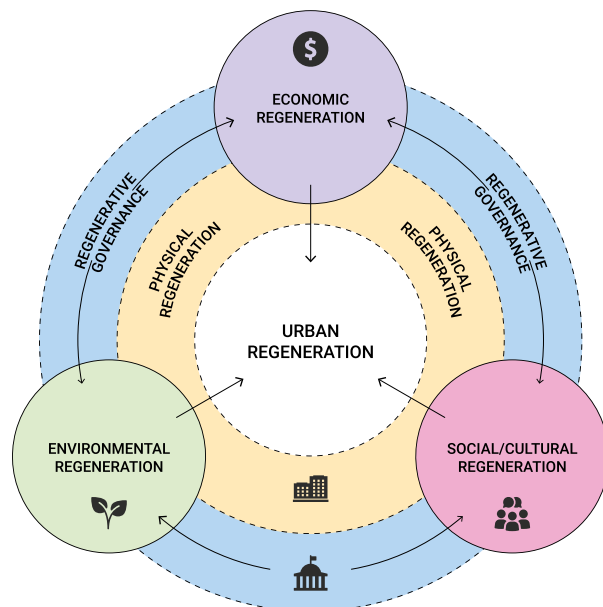 $
ECONOMIC
REGENERATION
REGENERATIVE
GOVERNANCE
REGENERATIVE
GOVERNANCE
PHYSICAL
REGENERATION
PHYSICAL
REGENERATION
URBAN
REGENERATION
ENVIRONMENTAL
REGENERATION
SOCIAL/CULTURAL
REGENERATION